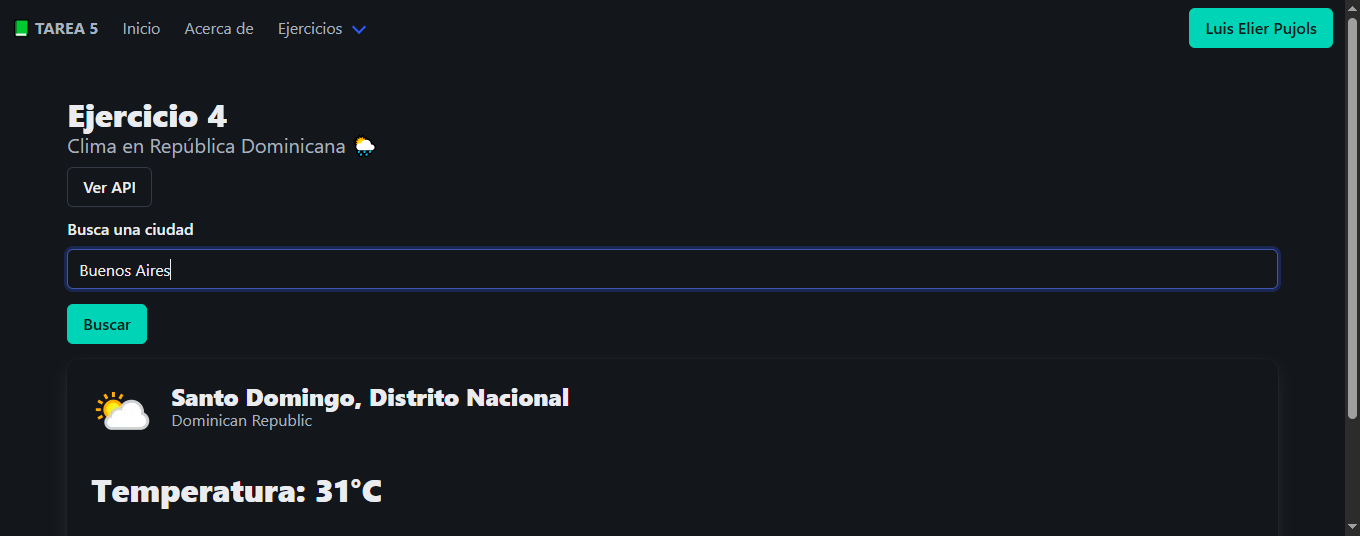 TAREA 5 Inicio Acerca de Ejercicios Luis Elier Pujols
Ejercicio 4
Clima en República Dominicana
Ver API
Busca una ciudad
Buenos Aires
Buscar
Santo Domingo, Distrito Nacional
Dominican Republic
Temperatura: 31°C